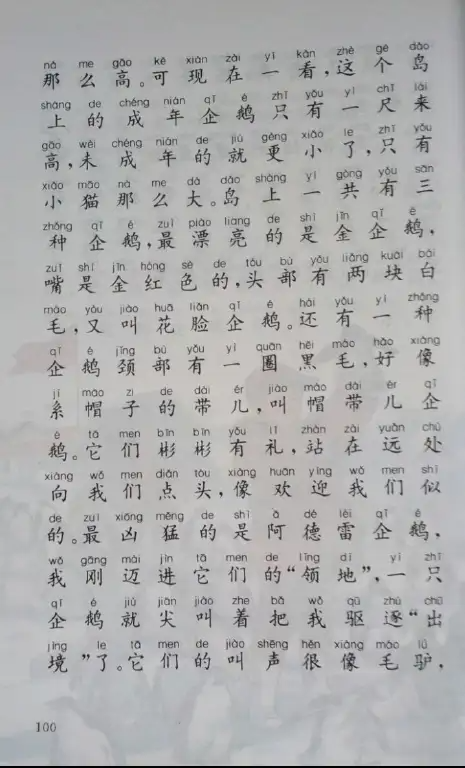 nà me gāo kě xiàn zài yí kàn zhè gè dǎo
那么高。可现在一看，这个岛
shàng de chéng nián qǐ é zhǐ yǒu yì chǐ lái
上的成年企鹅只有一尺来
gāo wèi chéng nián de jiù gèng xiǎo le zhǐ yǒu
高，未成年的就更小了，只有
xiǎo māo nà me dà dǎo shàng yí gòng yǒu sān
小猫那么大。岛上一共有三
zhǒng qǐ é zuì piào liang de shì jīn qǐ é
种企鹅，最漂亮的是金企鹅，
zuǐ shì jīn hóng sè de tóu bù yǒu liǎng kuài bái
嘴是金红色的，头部有两块白
máo yòu jiào huā liǎn qǐ é hái yǒu yì zhǒng
毛，又叫花脸企鹅。还有一种
qǐ é jǐng bù yǒu yì quān hēi máo hǎo xiàng
企鹅颈部有一圈黑毛，好像
jì mào zi de dài ér jiào mào dài ér qǐ
系帽子的带儿，叫帽带儿企
é tā men bīn bīn yǒu lǐ zhàn zài yuǎn chù
鹅。它们彬彬有礼，站在远处
xiàng wǒ men diǎn tóu xiàng huān yíng wǒ men shì
向我们点头，像欢迎我们似
de zuì xiōng měng de shì ā dé léi qǐ é
的。最凶猛的是阿德雷企鹅，
wǒ gāng mài jìn tā men de lǐng dì yì zhī
我刚迈进它们的“领地”，一只
qǐ é jiù jiān jiào zhe bǎ wǒ qū zhú chū
企鹅就尖叫着把我驱逐“出
jìng le tā men de jiào shēng hěn xiàng máo lǘ
境”了。它们的叫声很像毛驴，
100